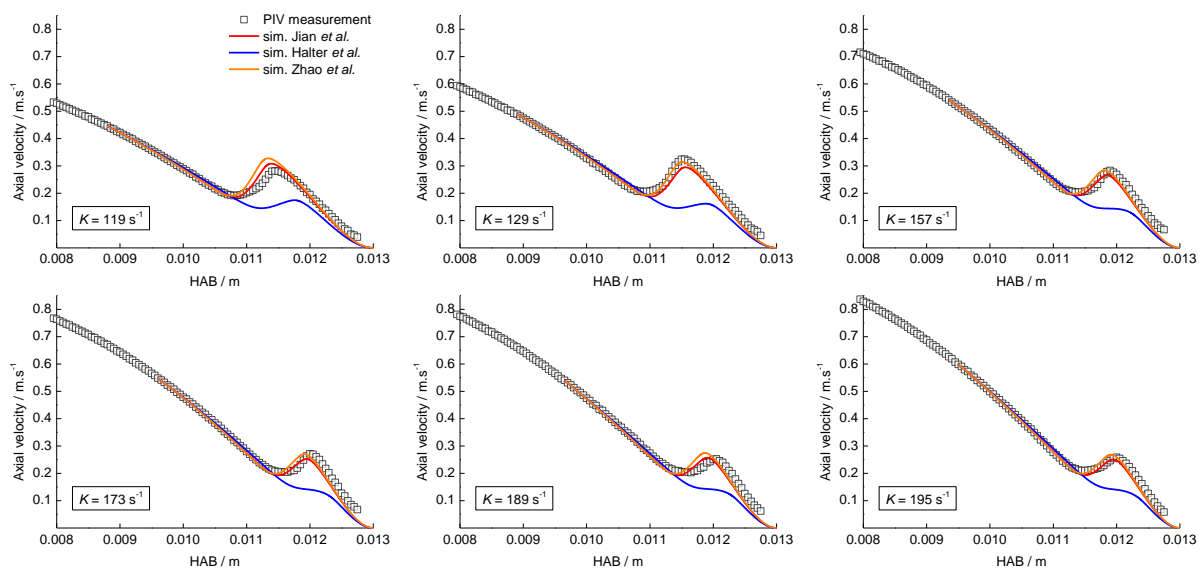 PIV measurement
sim. Jian et al.
sim. Halter et al.
sim. Zhao et al.
Axial velocity / m.s⁻¹
0.8
0.7
0.6
0.5
0.4
0.3
0.2
0.1
K = 119 s⁻¹
0.008 0.009 0.010 0.011 0.012 0.013
HAB / m
Axial velocity / m.s⁻¹
0.8
0.7
0.6
0.5
0.4
0.3
0.2
0.1
K = 129 s⁻¹
0.008 0.009 0.010 0.011 0.012 0.013
HAB / m
Axial velocity / m.s⁻¹
0.8
0.7
0.6
0.5
0.4
0.3
0.2
0.1
K = 157 s⁻¹
0.008 0.009 0.010 0.011 0.012 0.013
HAB / m
Axial velocity / m.s⁻¹
0.8
0.7
0.6
0.5
0.4
0.3
0.2
0.1
K = 173 s⁻¹
0.008 0.009 0.010 0.011 0.012 0.013
HAB / m
Axial velocity / m.s⁻¹
0.8
0.7
0.6
0.5
0.4
0.3
0.2
0.1
K = 189 s⁻¹
0.008 0.009 0.010 0.011 0.012 0.013
HAB / m
Axial velocity / m.s⁻¹
0.8
0.7
0.6
0.5
0.4
0.3
0.2
0.1
K = 195 s⁻¹
0.008 0.009 0.010 0.011 0.012 0.013
HAB / m